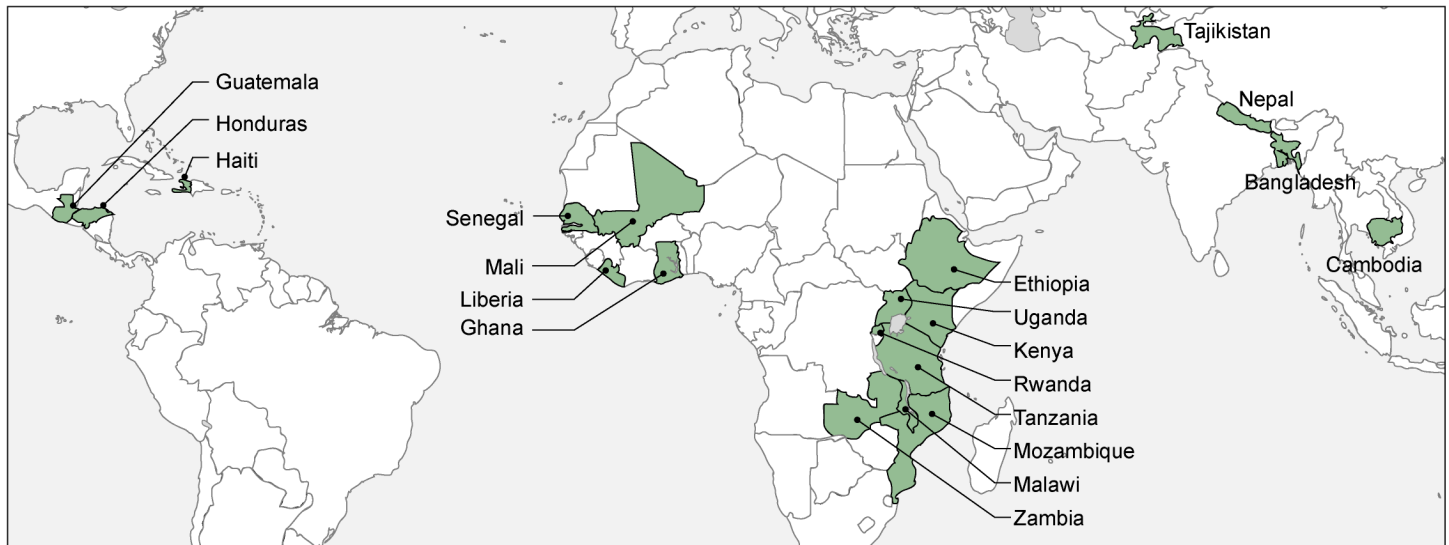 Guatemala
Honduras
Haiti
Senegal
Mali
Liberia
Ghana
Ethiopia
Uganda
Kenya
Rwanda
Tanzania
Mozambique
Malawi
Zambia
Tajikistan
Nepal
Bangladesh
Cambodia